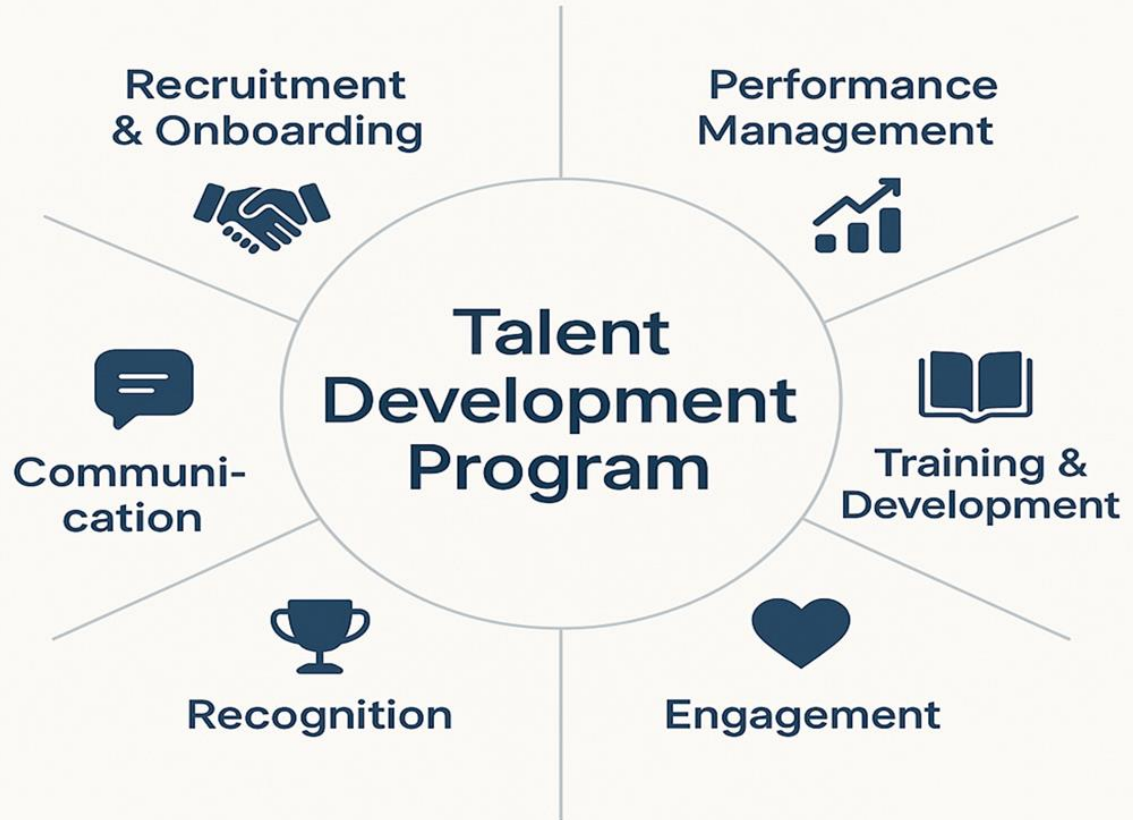 Recruitment
& Onboarding
Performance
Management
Talent
Development
Program
Communi-
cation
Training &
Development
Recognition
Engagement